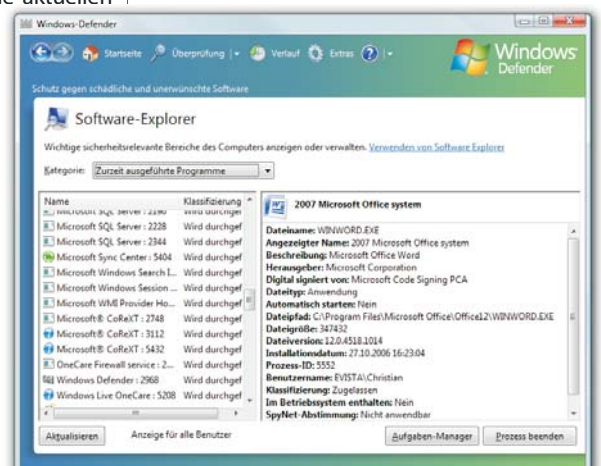 ie aktuellen
Windows-Defender
Startseite Überprüfung Verlauf Extras
Windows
Defender
Schutz gegen schädliche und unerwünschte Software
Software-Explorer
Wichtige sicherheitsrelevante Bereiche des Computers anzeigen oder verwalten. Verwenden von Software Explorer
Kategorie: Zurzeit ausgeführte Programme
Name Klassifizierung
Microsoft SQL Server : 2196 Wird durchgef
Microsoft SQL Server : 2228 Wird durchgef
Microsoft SQL Server : 2344 Wird durchgef
Microsoft Sync Center : 5404 Wird durchgef
Microsoft Windows Search I... Wird durchgef
Microsoft Windows Session ... Wird durchgef
Microsoft WMI Provider Ho... Wird durchgef
Microsoft® CoReXT : 2748 Wird durchgef
Microsoft® CoReXT : 3112 Wird durchgef
Microsoft® CoReXT : 5432 Wird durchgef
OneCare Firewall service : 2... Wird durchgef
Windows Defender : 2968 Wird durchgef
Windows Live OneCare : 5208 Wird durchgef
2007 Microsoft Office system
Dateiname: WINWORD.EXE
Angezeigter Name: 2007 Microsoft Office system
Beschreibung: Microsoft Office Word
Herausgeber: Microsoft Corporation
Digital signiert von: Microsoft Code Signing PCA
Dateityp: Anwendung
Automatisch starten: Nein
Dateipfad: C:\Program Files\Microsoft Office\Office12\WINWORD.EXE
Dateigröße: 347432
Dateiversion: 12.0.4518.1014
Installationsdatum: 27.10.2006 16:23:04
Prozess-ID: 5552
Benutzername: EVISTA\Christian
Klassifizierung: Zugelassen
Im Betriebssystem enthalten: Nein
SpyNet-Abstimmung: Nicht anwendbar
Aktualisieren Anzeige für alle Benutzer Aufgaben-Manager Prozess beenden